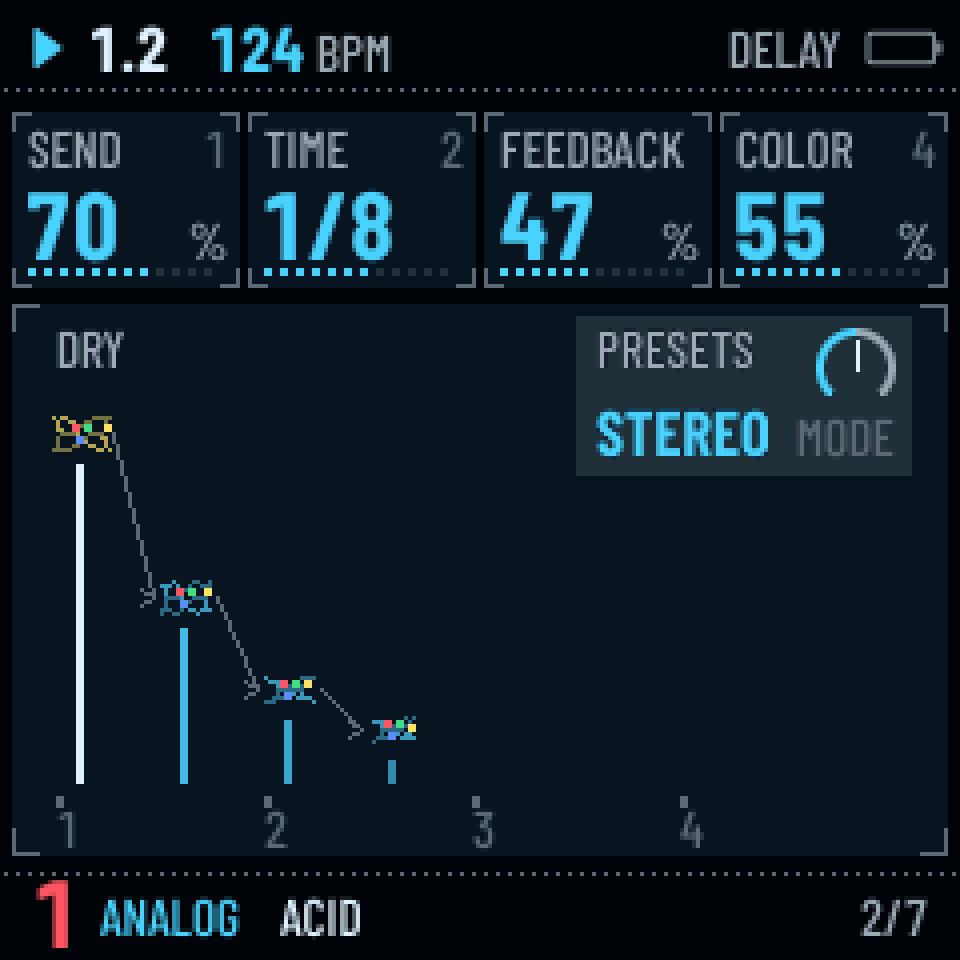 1.2 124 BPM DELAY
SEND 1 TIME 2 FEEDBACK COLOR 4
70 % 1/8 47 % 55 %
DRY PRESETS
STEREO MODE
1 2 3 4
1 ANALOG ACID 2/7